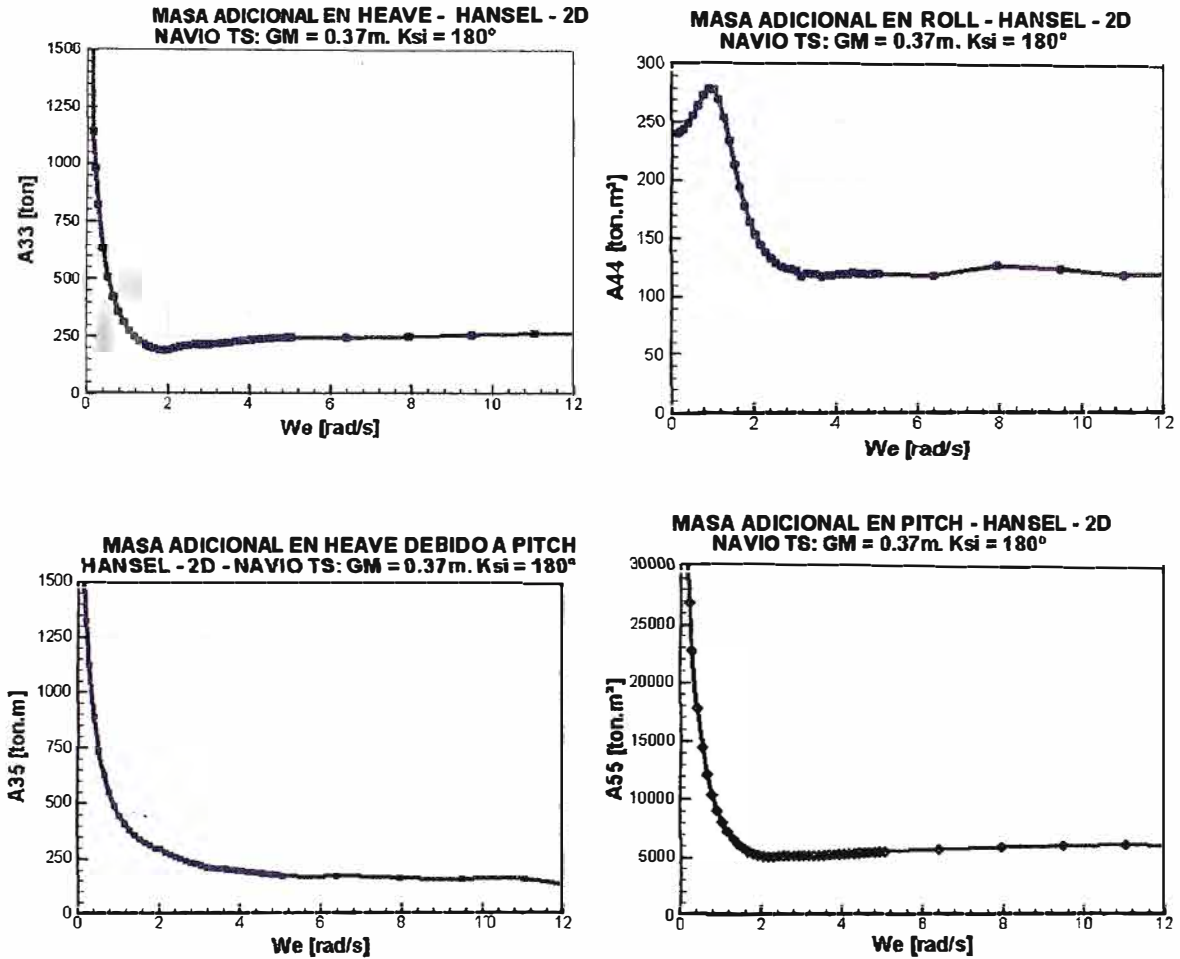 MASA ADICIONAL EN HEAVE - HANSEL - 2D
NAVIO TS: GM = 0.37m. Ksi = 180º
1500
1250
1000
750
500
250
0
A33 [ton]
0 2 4 6 8 10 12
We [rad/s]
MASA ADICIONAL EN ROLL - HANSEL - 2D
NAVIO TS: GM = 0.37m. Ksi = 180º
300
250
200
150
100
50
0
A44 [ton.m²]
0 2 4 6 8 10 12
We [rad/s]
MASA ADICIONAL EN HEAVE DEBIDO A PITCH
HANSEL - 2D - NAVIO TS: GM = 0.37m. Ksi = 180º
1500
1250
1000
750
500
250
0
A35 [ton.m]
0 2 4 6 8 10 12
We [rad/s]
MASA ADICIONAL EN PITCH - HANSEL - 2D
NAVIO TS: GM = 0.37m. Ksi = 180º
30000
25000
20000
15000
10000
5000
0
A55 [ton.m²]
0 2 4 6 8 10 12
We [rad/s]